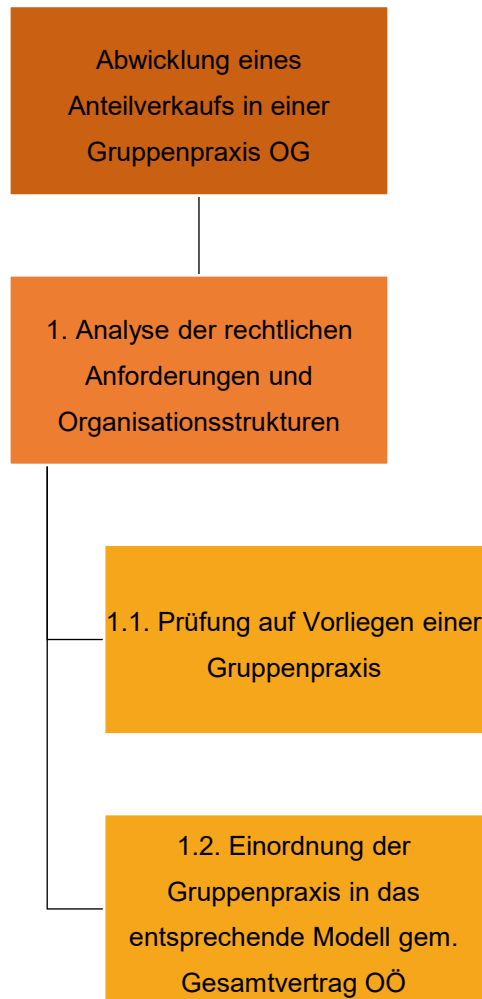 Abwicklung eines
Anteilverkaufs in einer
Gruppenpraxis OG
1. Analyse der rechtlichen
Anforderungen und
Organisationsstrukturen
1.1. Prüfung auf Vorliegen einer
Gruppenpraxis
1.2. Einordnung der
Gruppenpraxis in das
entsprechende Modell gem.
Gesamtvertrag OÖ